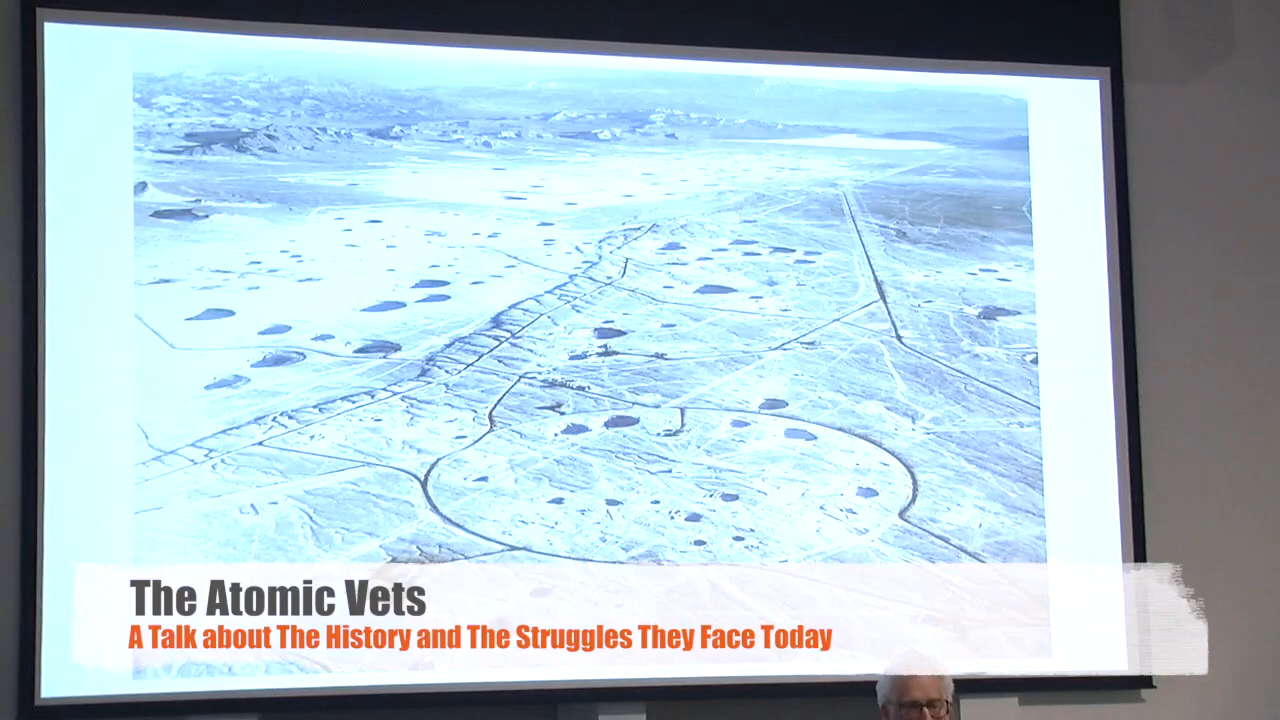 The Atomic Vets
A Talk about The History and The Struggles They Face Today